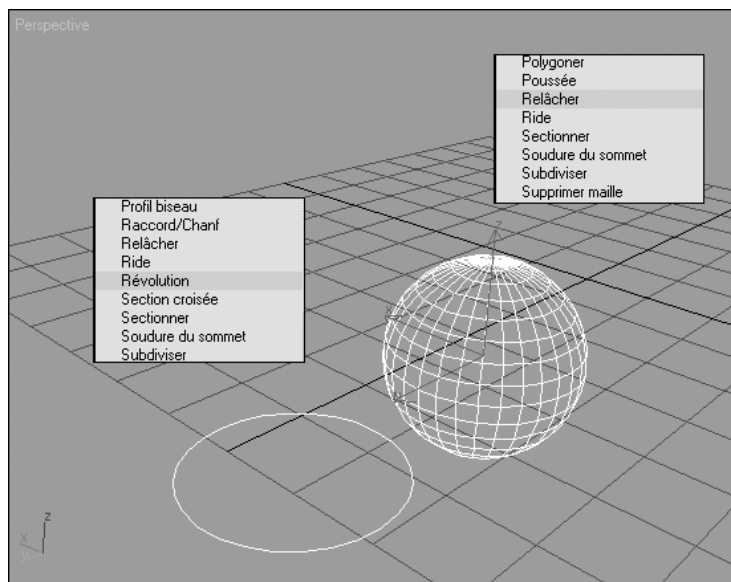 Perspective
Polygoner
Poussée
Relâcher
Ride
Sectionner
Soudure du sommet
Subdiviser
Supprimer maille
Profil biseau
Raccord/Chanf
Relâcher
Ride
Révolution
Section croisée
Sectionner
Soudure du sommet
Subdiviser
z
x
z
x
y